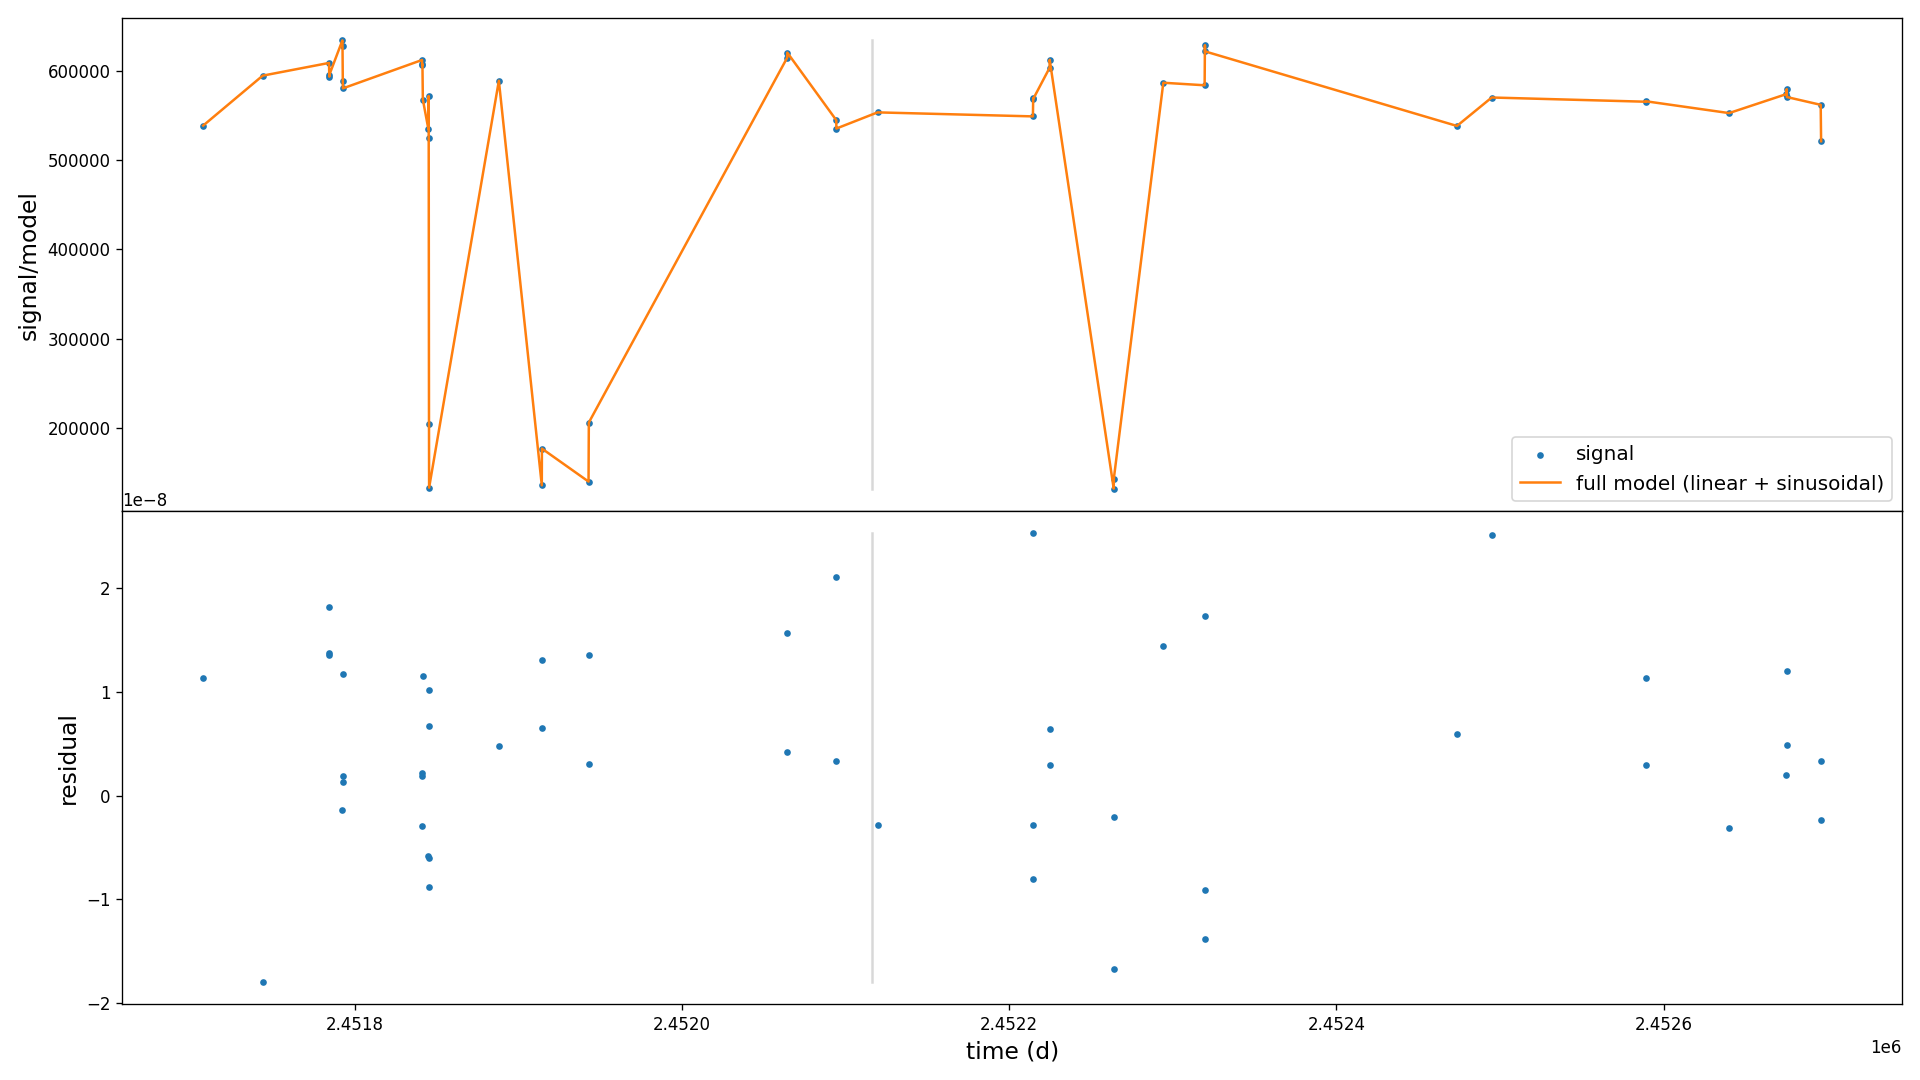 600000
500000
400000
300000
200000
signal/model
signal
full model (linear + sinusoidal)
1e−8
2
1
0
−1
−2
residual
2.4518
2.4520
2.4522
2.4524
2.4526
time (d)
1e6